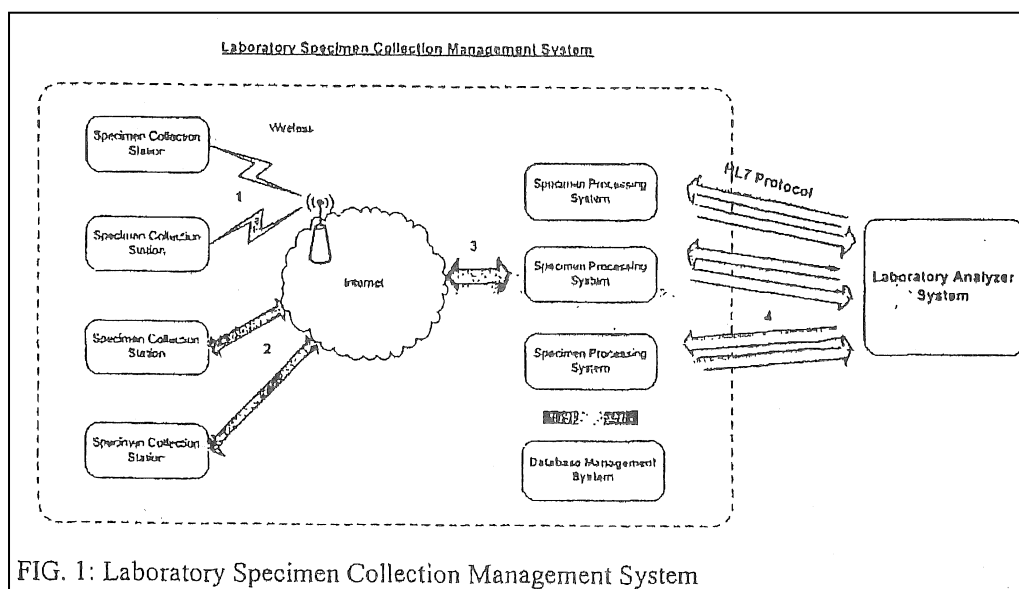 Laboratory Specimen Collection Management System
Specimen Collection
Station
Wireless
1
Specimen Collection
Station
Internet
Specimen Collection
Station
2
Specimen Collection
Station
3
Specimen Processing
System
Specimen Processing
System
Specimen Processing
System
Database Management
System
HL7 Protocol
4
Laboratory Analyzer
System
FIG. 1: Laboratory Specimen Collection Management System